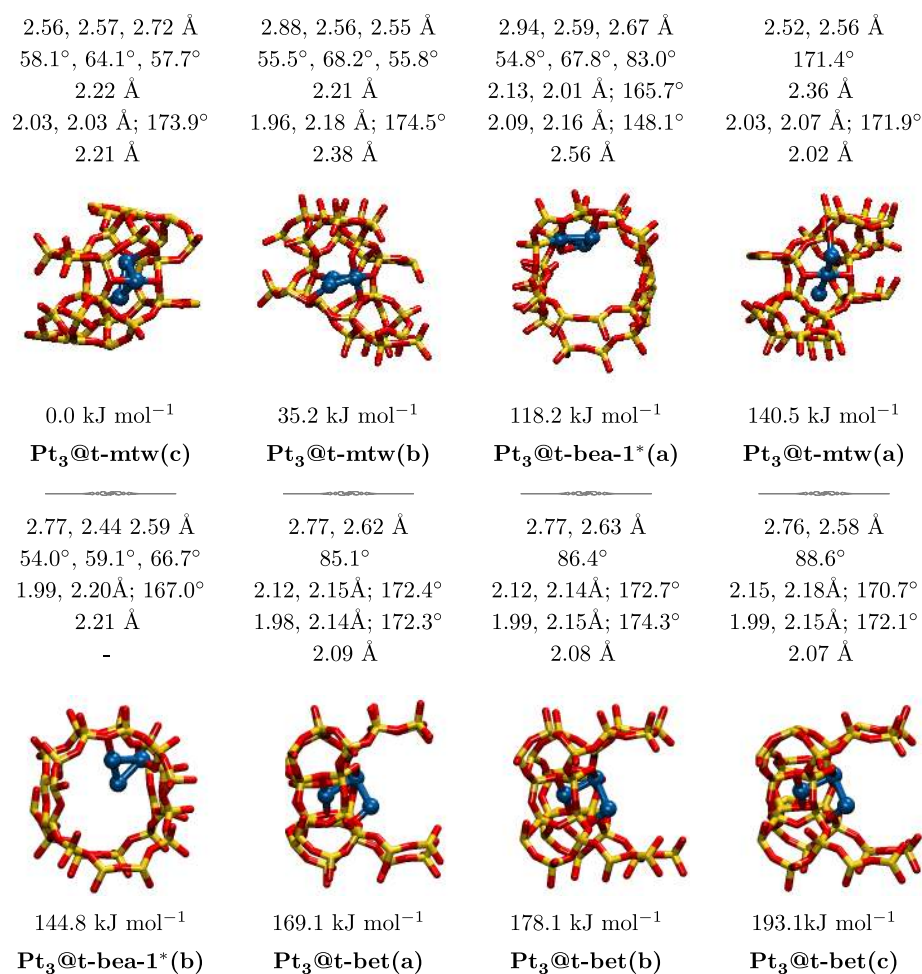 2.56, 2.57, 2.72 Å 2.88, 2.56, 2.55 Å 2.94, 2.59, 2.67 Å 2.52, 2.56 Å
58.1°, 64.1°, 57.7° 55.5°, 68.2°, 55.8° 54.8°, 67.8°, 83.0° 171.4°
2.22 Å 2.21 Å 2.13, 2.01 Å; 165.7° 2.36 Å
2.03, 2.03 Å; 173.9° 1.96, 2.18 Å; 174.5° 2.09, 2.16 Å; 148.1° 2.03, 2.07 Å; 171.9°
2.21 Å 2.38 Å 2.56 Å 2.02 Å
0.0 kJ mol⁻¹ 35.2 kJ mol⁻¹ 118.2 kJ mol⁻¹ 140.5 kJ mol⁻¹
Pt₃@t-mtw(c) Pt₃@t-mtw(b) Pt₃@t-bea-1*(a) Pt₃@t-mtw(a)
2.77, 2.44 2.59 Å 2.77, 2.62 Å 2.77, 2.63 Å 2.76, 2.58 Å
54.0°, 59.1°, 66.7° 85.1° 86.4° 88.6°
1.99, 2.20Å; 167.0° 2.12, 2.15Å; 172.4° 2.12, 2.14Å; 172.7° 2.15, 2.18Å; 170.7°
2.21 Å 1.98, 2.14Å; 172.3° 1.99, 2.15Å; 174.3° 1.99, 2.15Å; 172.1°
- 2.09 Å 2.08 Å 2.07 Å
144.8 kJ mol⁻¹ 169.1 kJ mol⁻¹ 178.1 kJ mol⁻¹ 193.1kJ mol⁻¹
Pt₃@t-bea-1*(b) Pt₃@t-bet(a) Pt₃@t-bet(b) Pt₃@t-bet(c)